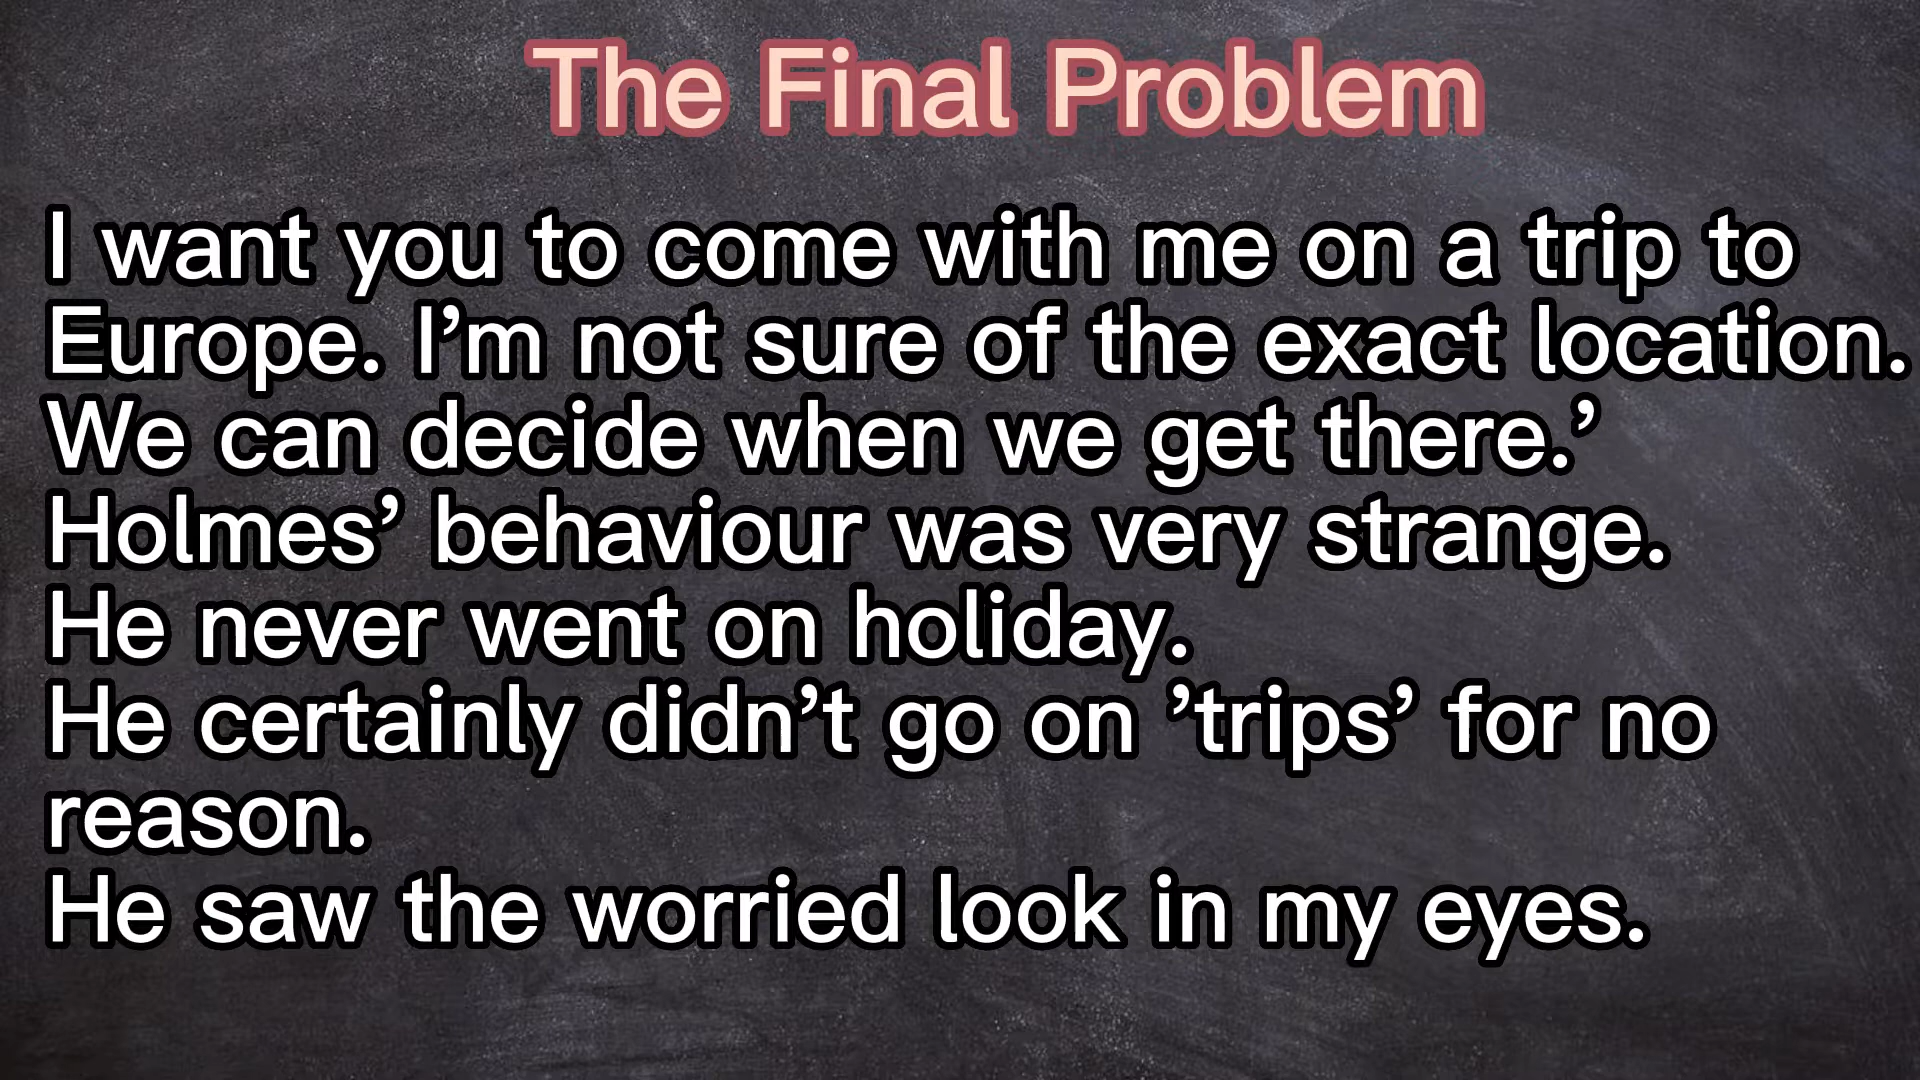 The Final Problem
I want you to come with me on a trip to
Europe. I’m not sure of the exact location.
We can decide when we get there.’
Holmes’ behaviour was very strange.
He never went on holiday.
He certainly didn’t go on ’trips’ for no
reason.
He saw the worried look in my eyes.